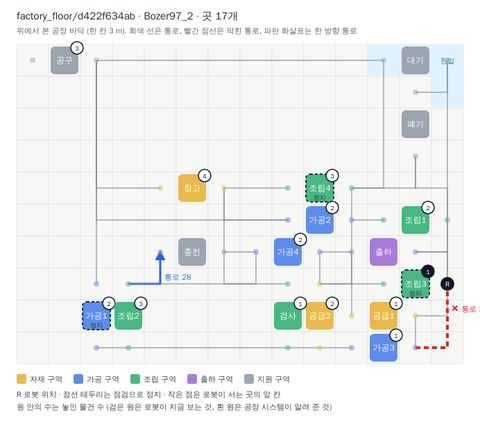 factory_floor/d422f634ab · Bozer97_2 · 곳 17개
위에서 본 공장 바닥 (한 칸 3 m). 회색 선은 통로, 빨간 점선은 막힌 통로, 파란 화살표는 한 방향 통로
공구 3
대기
진입
폐기
창고 4
조립4 3
정지
가공2 2
조립1 2
충전
가공4 2
출하
통로 28
조립3 1
정지
R
가공1 2
정지
조립2 3
검사 1
공급2 2
공급1 1
✕ 통로
가공3 1
자재 구역 가공 구역 조립 구역 출하 구역 지원 구역
R 로봇 위치 · 점선 테두리는 점검으로 정지 · 작은 점은 로봇이 서는 곳의 앞 칸
원 안의 수는 놓인 물건 수 (검은 원은 로봇이 지금 보는 것, 흰 원은 공장 시스템이 알려 준 것)